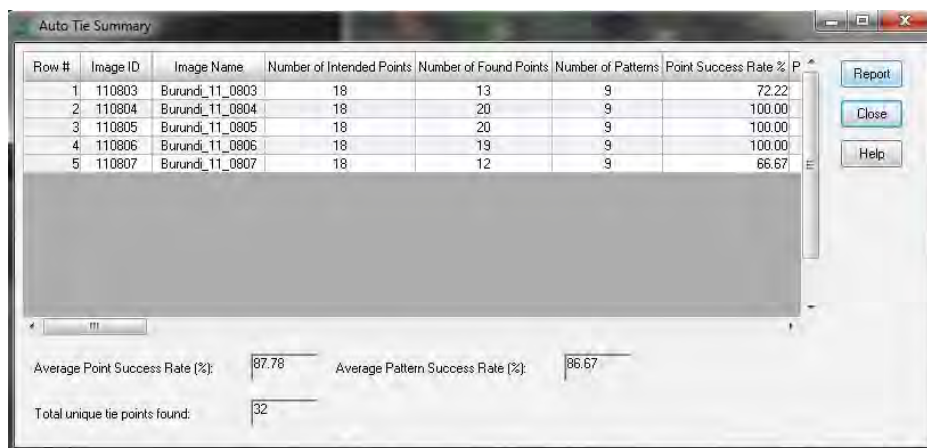 Auto Tie Summary
Row # Image ID Image Name Number of Intended Points Number of Found Points Number of Patterns Point Success Rate % P
1 110803 Burundi_11_0803 18 13 9 72.22
2 110804 Burundi_11_0804 18 20 9 100.00
3 110805 Burundi_11_0805 18 20 9 100.00
4 110806 Burundi_11_0806 18 19 9 100.00
5 110807 Burundi_11_0807 18 12 9 66.67
Report
Close
Help
Average Point Success Rate (%): 87.78 Average Pattern Success Rate (%): 86.67
Total unique tie points found: 32